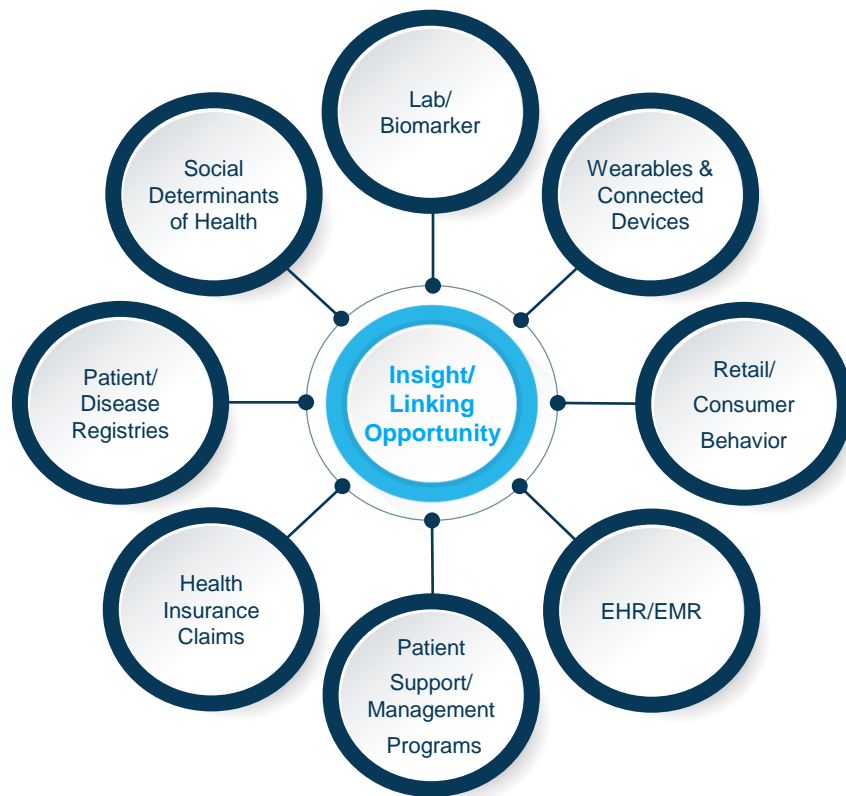 Lab/
Biomarker
Social
Determinants
of Health
Wearables &
Connected
Devices
Patient/
Disease
Registries
Insight/
Linking
Opportunity
Retail/
Consumer
Behavior
Health
Insurance
Claims
EHR/EMR
Patient
Support/
Management
Programs